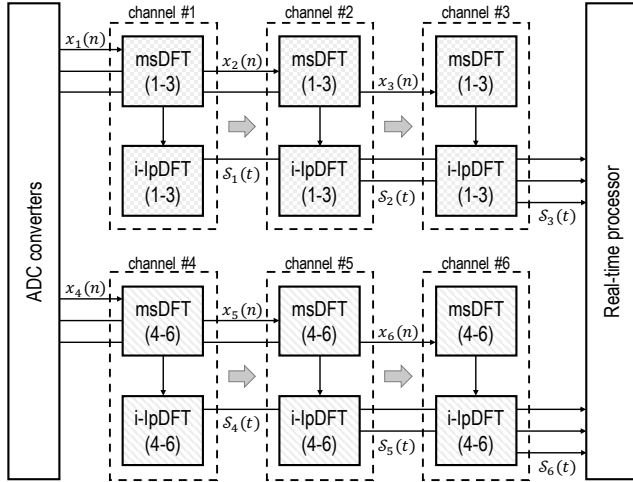 ADC converters
channel #1
channel #2
channel #3
x₁(n)
msDFT
(1-3)
x₂(n)
msDFT
(1-3)
x₃(n)
msDFT
(1-3)
i-IpDFT
(1-3)
𝒮₁(t)
i-IpDFT
(1-3)
𝒮₂(t)
i-IpDFT
(1-3)
𝒮₃(t)
channel #4
channel #5
channel #6
x₄(n)
msDFT
(4-6)
x₅(n)
msDFT
(4-6)
x₆(n)
msDFT
(4-6)
i-IpDFT
(4-6)
𝒮₄(t)
i-IpDFT
(4-6)
𝒮₅(t)
i-IpDFT
(4-6)
𝒮₆(t)
Real-time processor